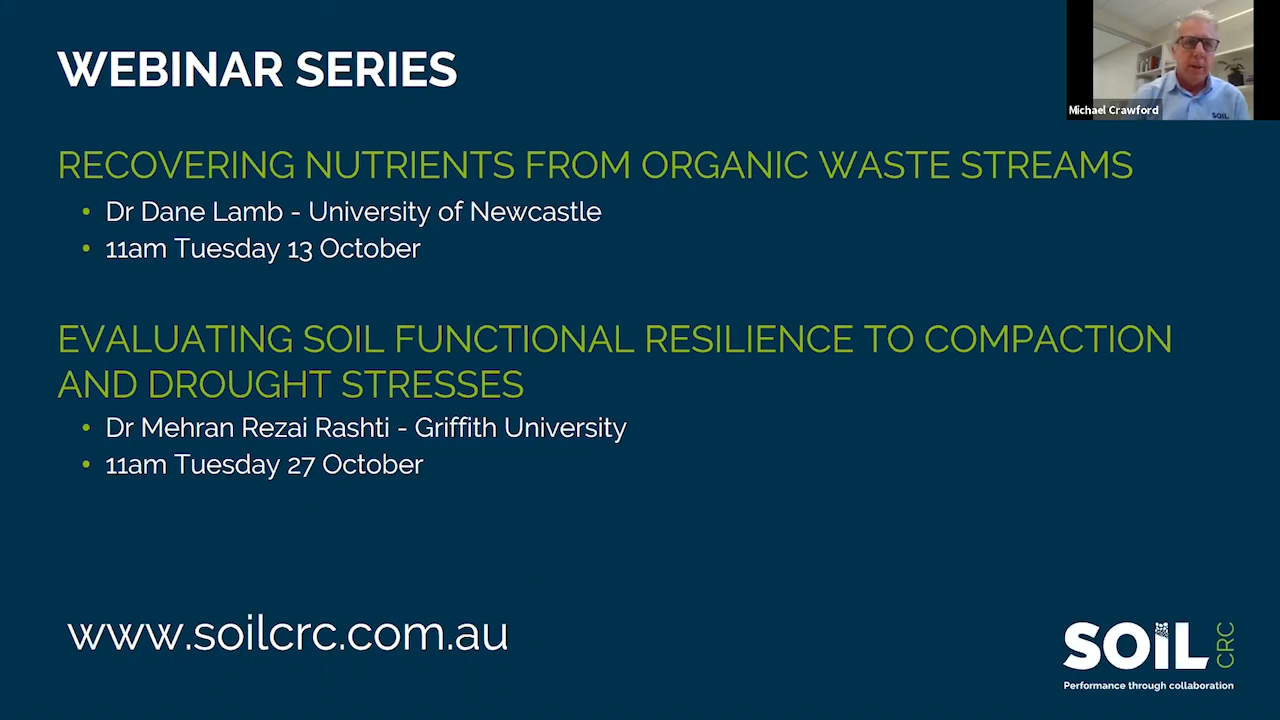 WEBINAR SERIES
Michael Crawford
SOIL
RECOVERING NUTRIENTS FROM ORGANIC WASTE STREAMS
• Dr Dane Lamb - University of Newcastle
• 11am Tuesday 13 October
EVALUATING SOIL FUNCTIONAL RESILIENCE TO COMPACTION
AND DROUGHT STRESSES
• Dr Mehran Rezai Rashti - Griffith University
• 11am Tuesday 27 October
www.soilcrc.com.au
SOIL CRC
Performance through collaboration